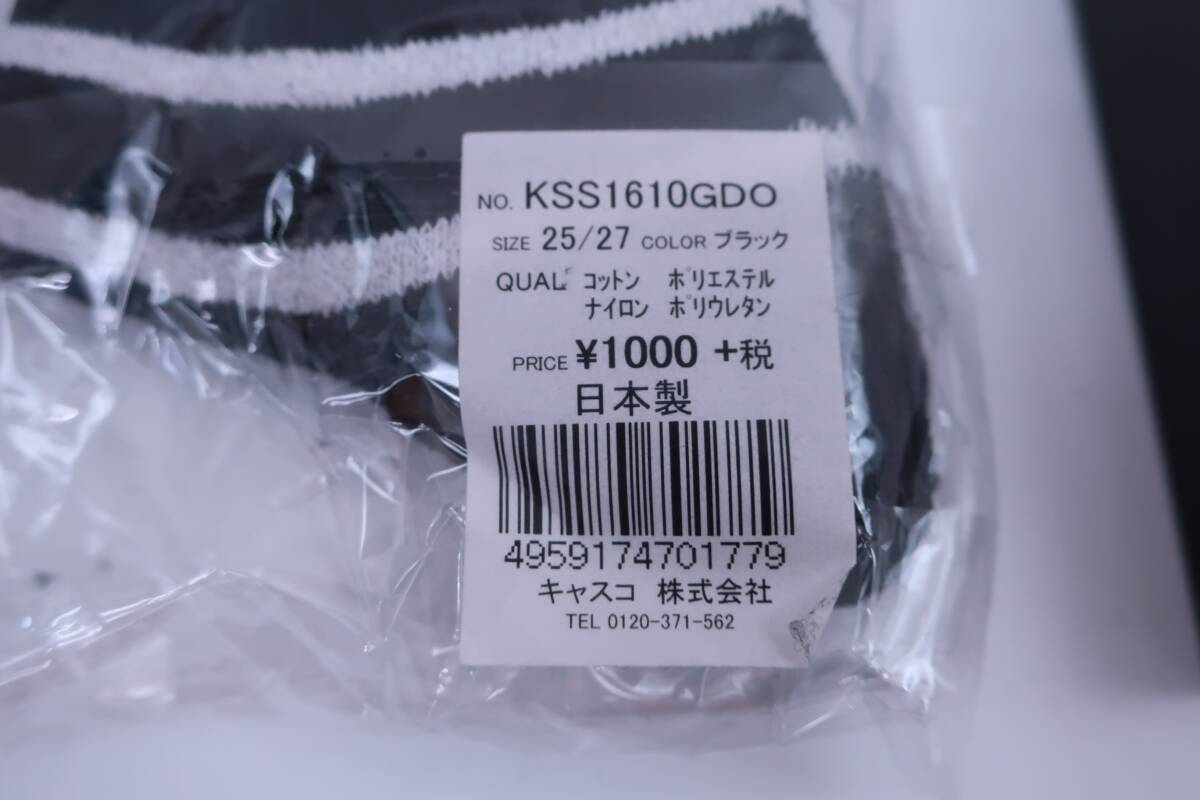 NO. KSS1610GDO
SIZE 25/27 COLOR ブラック
QUAL コットン ポリエステル
ナイロン ポリウレタン
PRICE ¥1000 +税
日本製
4959174701779
キャスコ 株式会社
TEL 0120-371-562